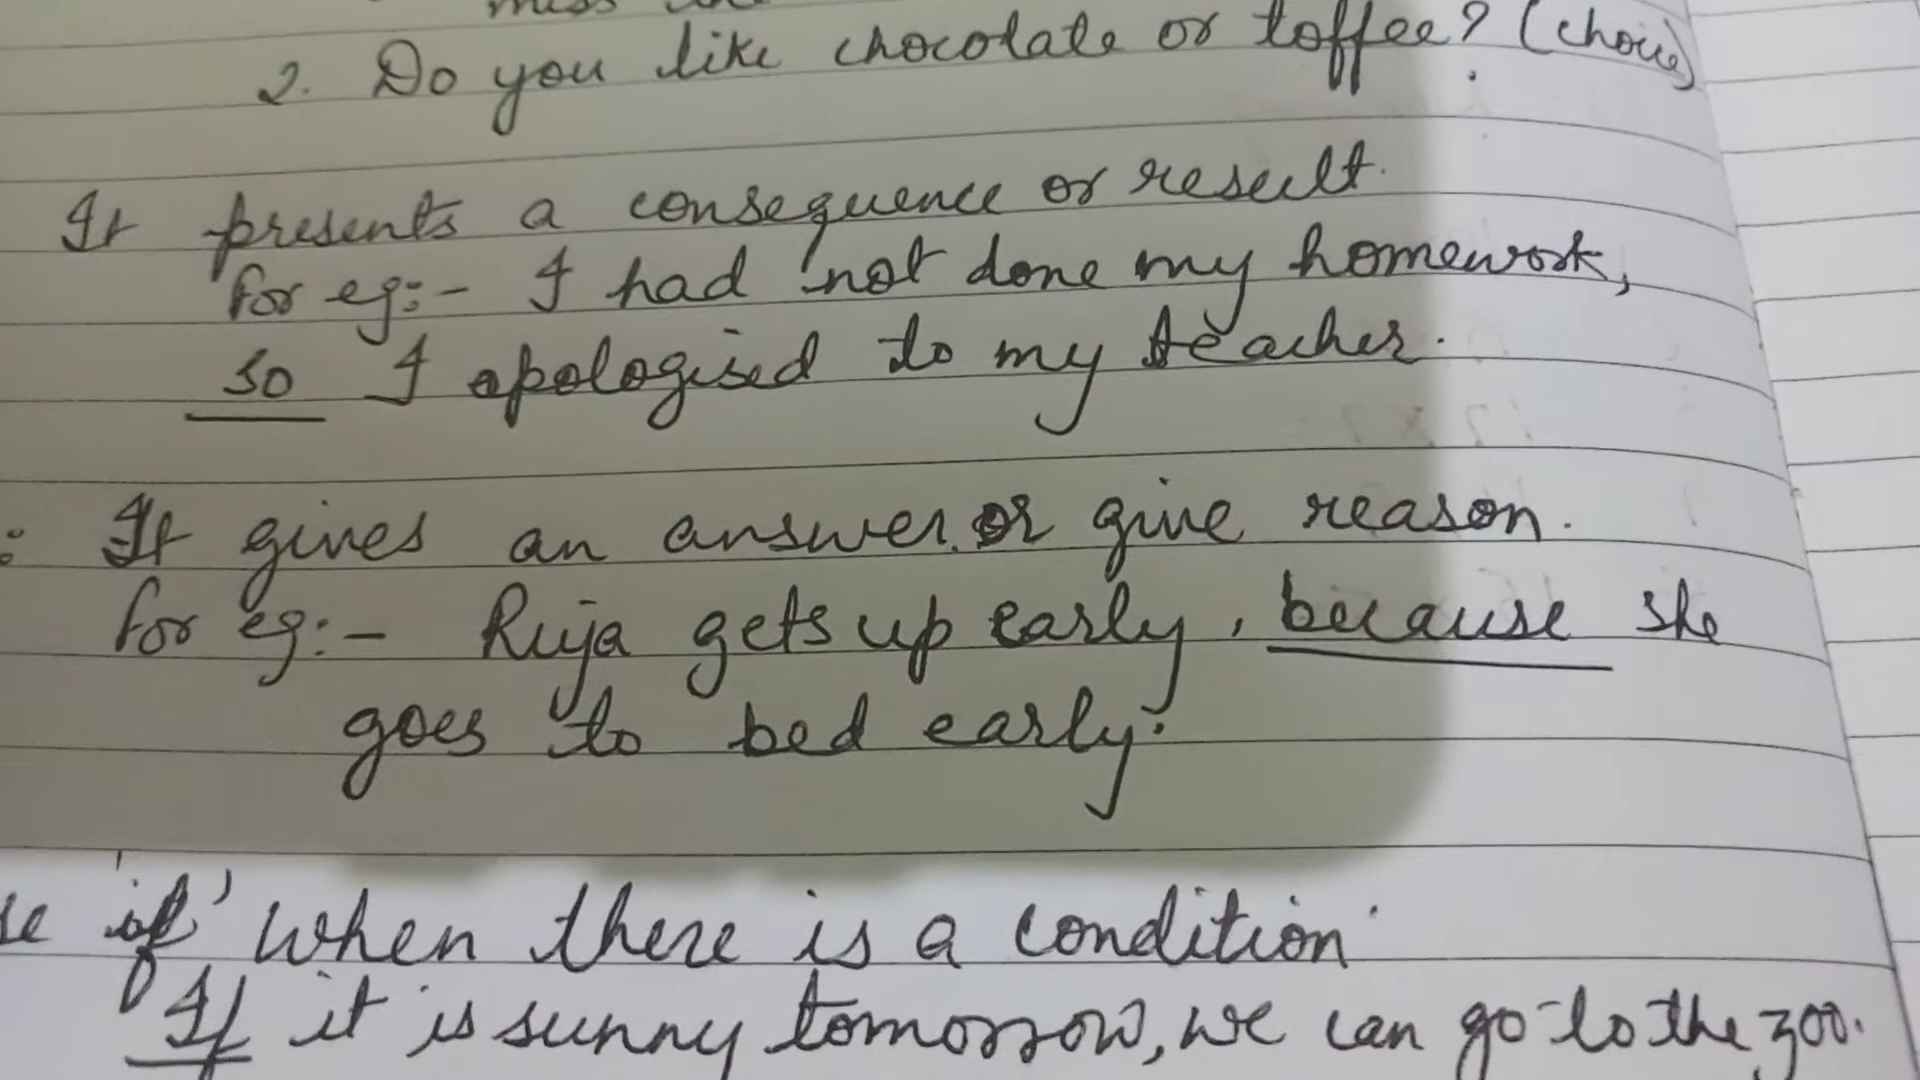 miss
2. Do you like chocolate or toffee? (choice)
It presents a consequence or result.
for eg:- I had not done my homework,
so I apologised to my teacher.
: It gives an answer or give reason.
for eg:- Ruja gets up early, because she
goes to bed early.
'if' when there is a condition
If it is sunny tomorrow, we can go to the zoo.